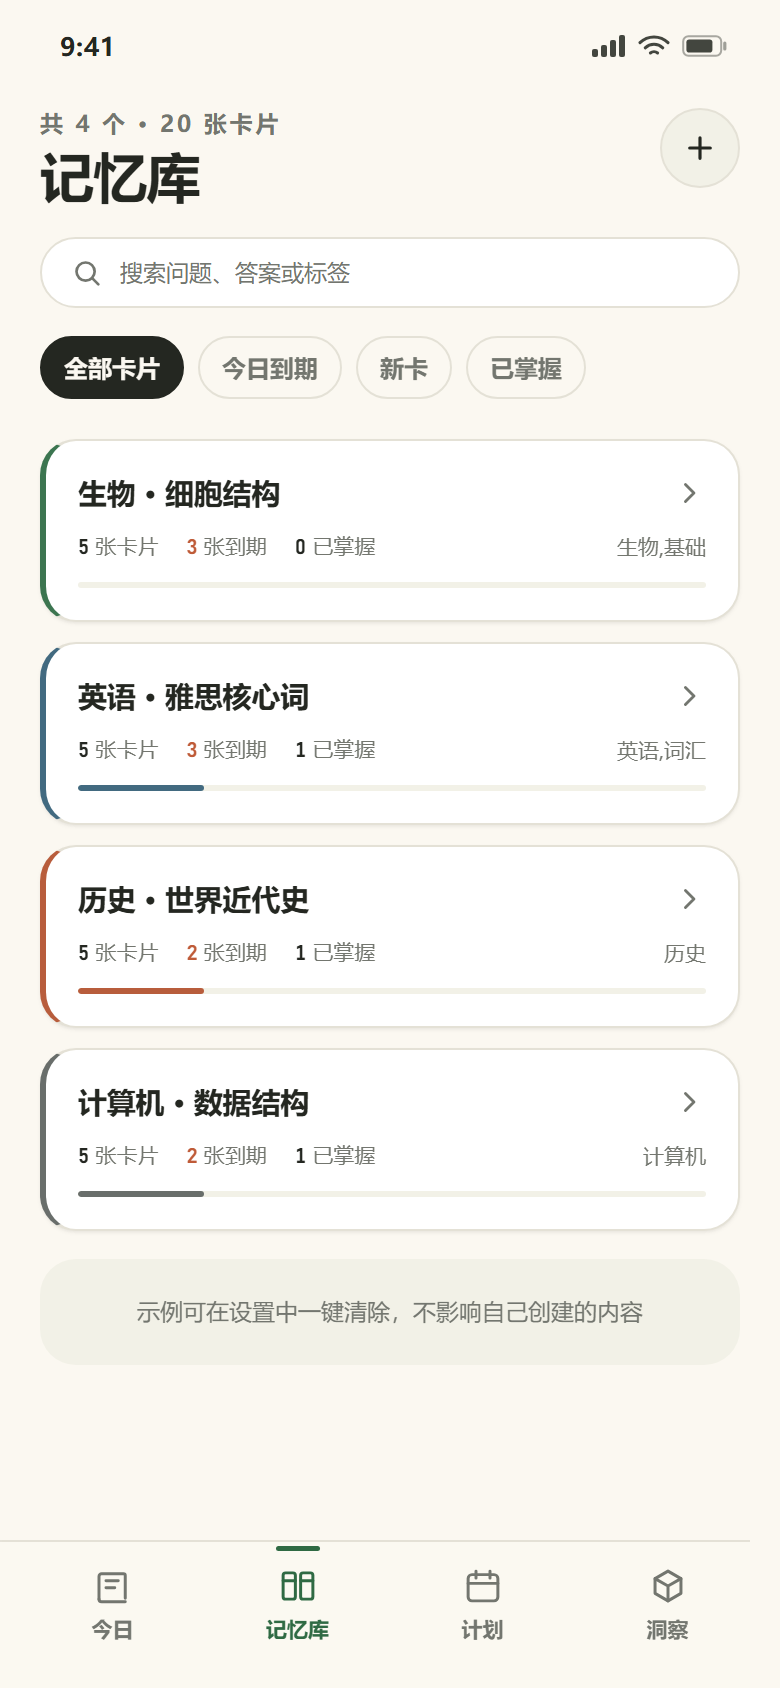 9:41
共 4 个 · 20 张卡片
记忆库
搜索问题、答案或标签
全部卡片 今日到期 新卡 已掌握
生物 · 细胞结构
5 张卡片 3 张到期 0 已掌握 生物,基础
英语 · 雅思核心词
5 张卡片 3 张到期 1 已掌握 英语,词汇
历史 · 世界近代史
5 张卡片 2 张到期 1 已掌握 历史
计算机 · 数据结构
5 张卡片 2 张到期 1 已掌握 计算机
示例可在设置中一键清除，不影响自己创建的内容
今日 记忆库 计划 洞察